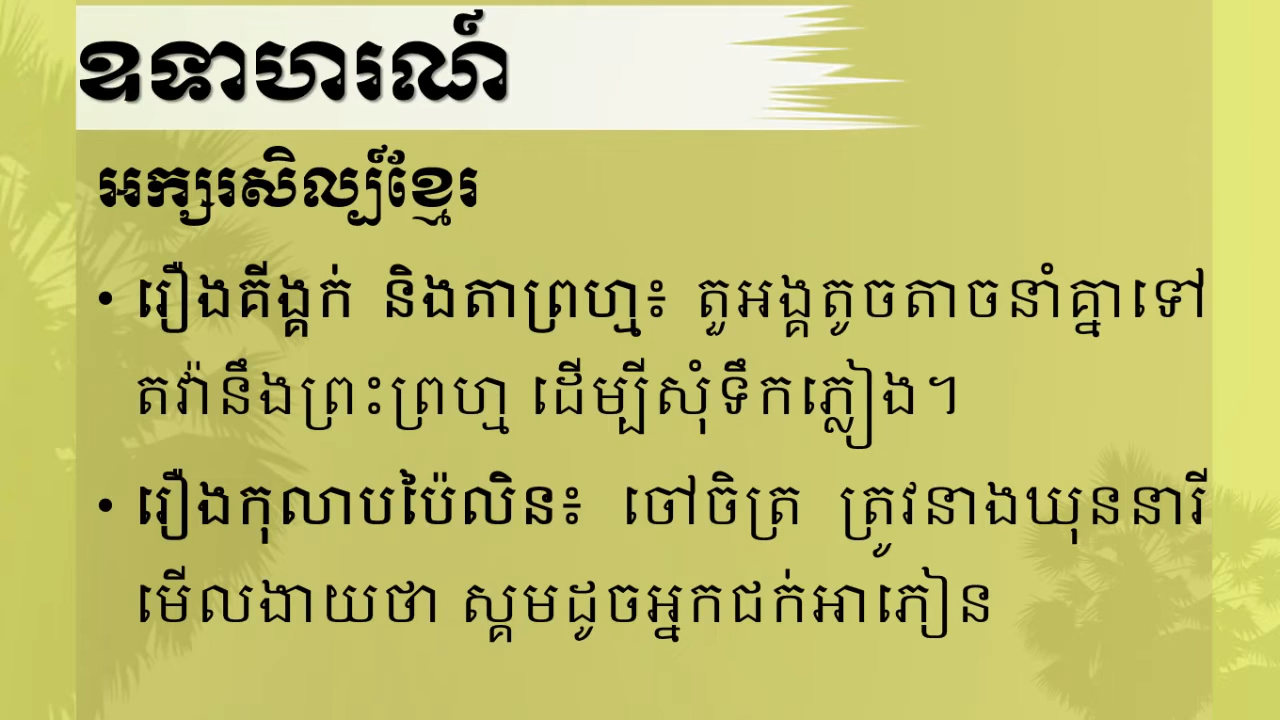 ឧទាហរណ៍
អក្សរសិល្ប៍ខ្មែរ
• រឿងគីង្គក់ និងតាព្រហ្ម៖ តួអង្គតូចតាចនាំគ្នាទៅ
តវ៉ានឹងព្រះព្រហ្ម ដើម្បីសុំទឹកភ្លៀង។
• រឿងកុលាបប៉ៃលិន៖ ចៅចិត្រ ត្រូវនាងឃុននារី
មើលងាយថា ស្គមដូចអ្នកជក់អាភៀន